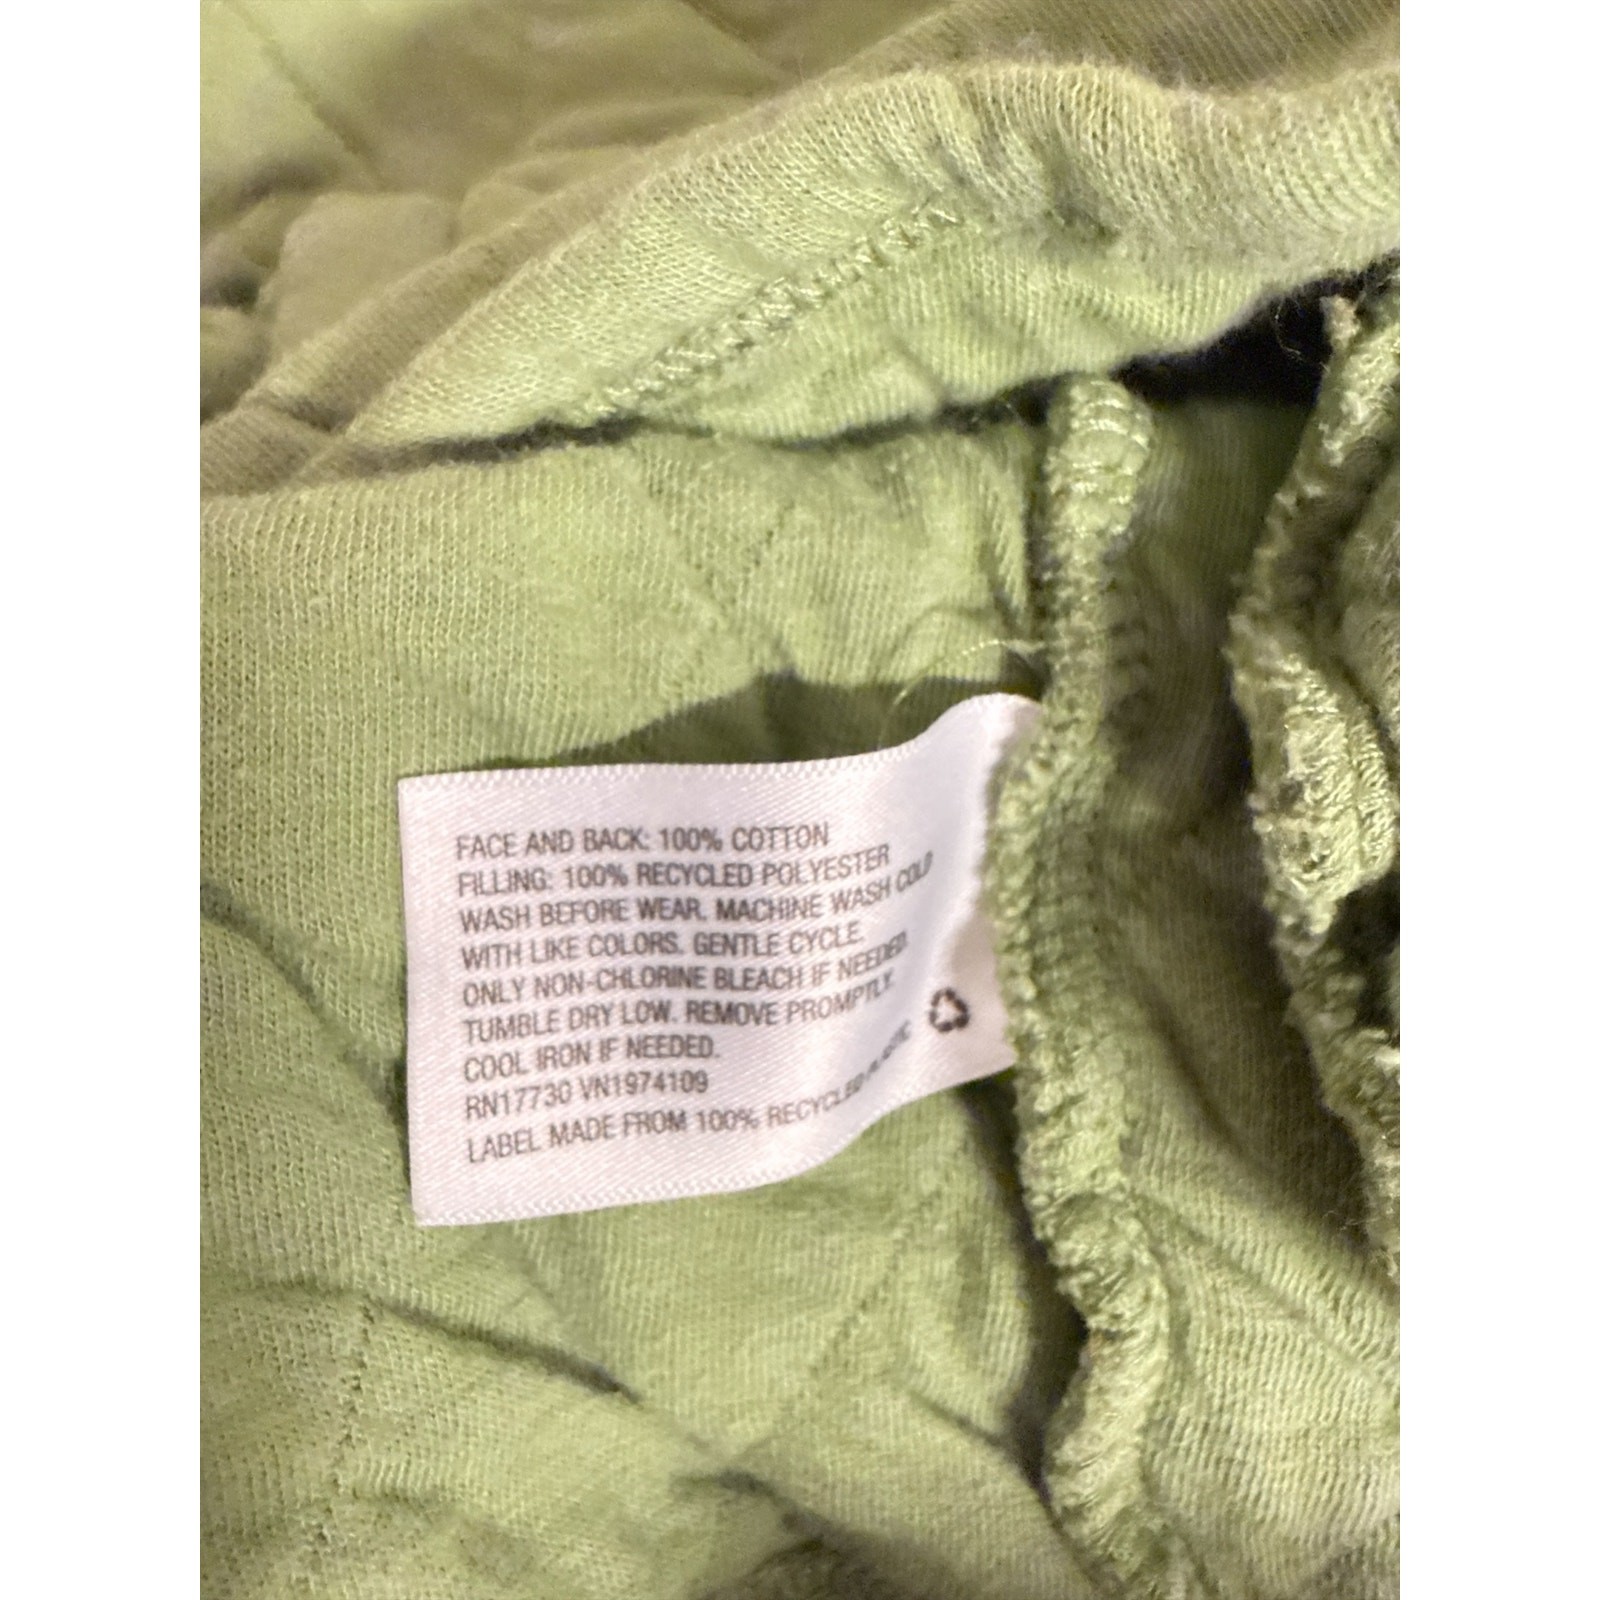 FACE AND BACK: 100% COTTON
FILLING: 100% RECYCLED POLYESTER
WASH BEFORE WEAR. MACHINE WASH COLD
WITH LIKE COLORS. GENTLE CYCLE.
ONLY NON-CHLORINE BLEACH IF NEEDED.
TUMBLE DRY LOW. REMOVE PROMPTLY.
COOL IRON IF NEEDED.
RN17730 VN1974109
LABEL MADE FROM 100% RECYCLED PLASTIC